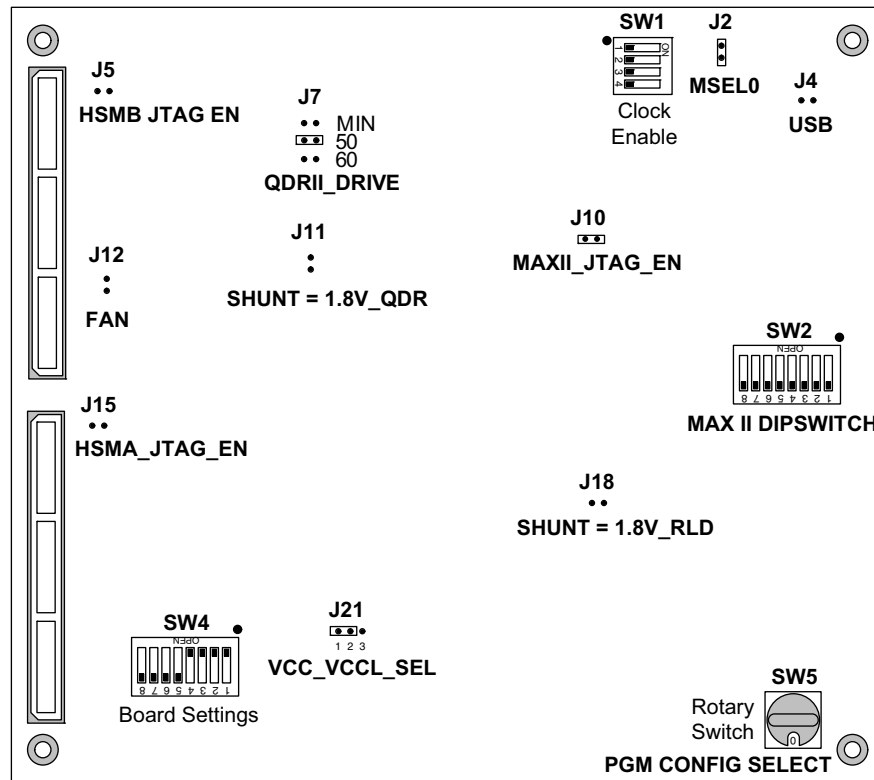 SW1
J2
ON
1
2
3
4
Clock
Enable
MSEL0
J4
USB
J5
HSMB JTAG EN
J7
MIN
50
60
QDRII_DRIVE
J10
MAXII_JTAG_EN
J11
SHUNT = 1.8V_QDR
J12
FAN
SW2
OPEN
8 7 6 5 4 3 2 1
MAX II DIPSWITCH
J15
HSMA_JTAG_EN
J18
SHUNT = 1.8V_RLD
SW4
OPEN
8 7 6 5 4 3 2 1
Board Settings
J21
1 2 3
VCC_VCCL_SEL
SW5
Rotary
Switch
0
PGM CONFIG SELECT